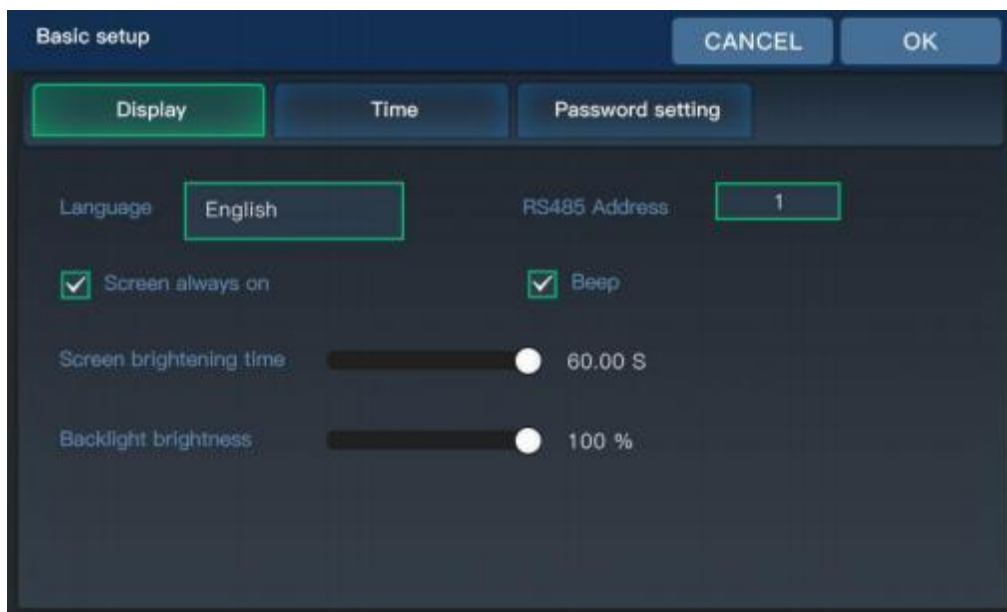 Basic setup CANCEL OK
Display Time Password setting
Language English RS485 Address 1
Screen always on Beep
Screen brightening time 60.00 S
Backlight brightness 100 %